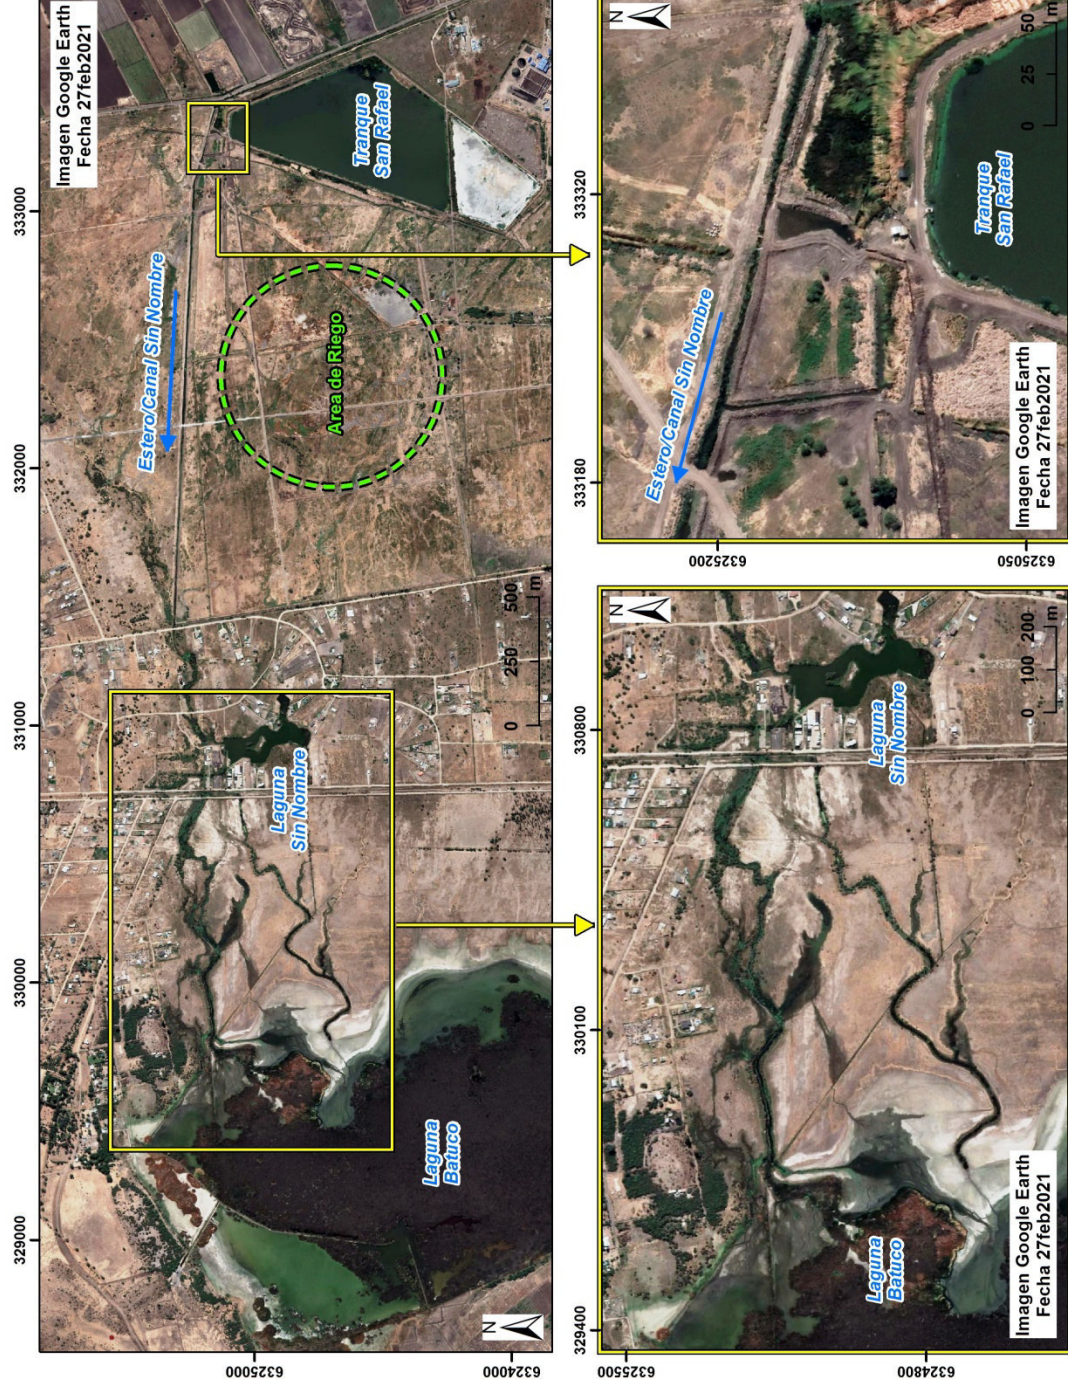 Imagen Google Earth
Fecha 27feb2021
Estero/Canal Sin Nombre
Area de Riego
Tranque
San Rafael
Laguna
Sin Nombre
Laguna
Batuco
N
0 250 500
m
329000
330000
331000
332000
333000
6325000
6324000
Laguna
Batuco
Laguna
Sin Nombre
N
0 100 200
m
Imagen Google Earth
Fecha 27feb2021
329400
330100
330800
6325500
6324800
Estero/Canal Sin Nombre
Tranque
San Rafael
N
0 25 50
m
Imagen Google Earth
Fecha 27feb2021
333180
333320
6325200
6325050